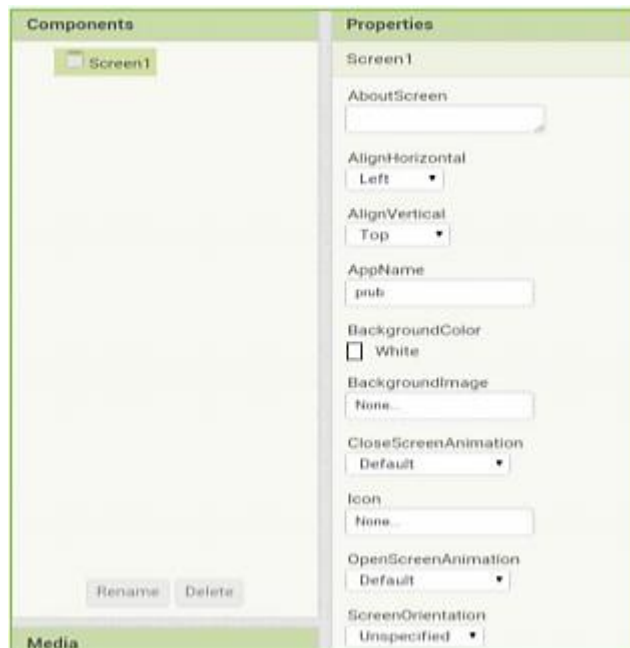 Components
Screen1
Rename
Delete
Media
Properties
Screen1
AboutScreen
AlignHorizontal
Left
AlignVertical
Top
AppName
prub
BackgroundColor
White
BackgroundImage
None...
CloseScreenAnimation
Default
Icon
None...
OpenScreenAnimation
Default
ScreenOrientation
Unspecified